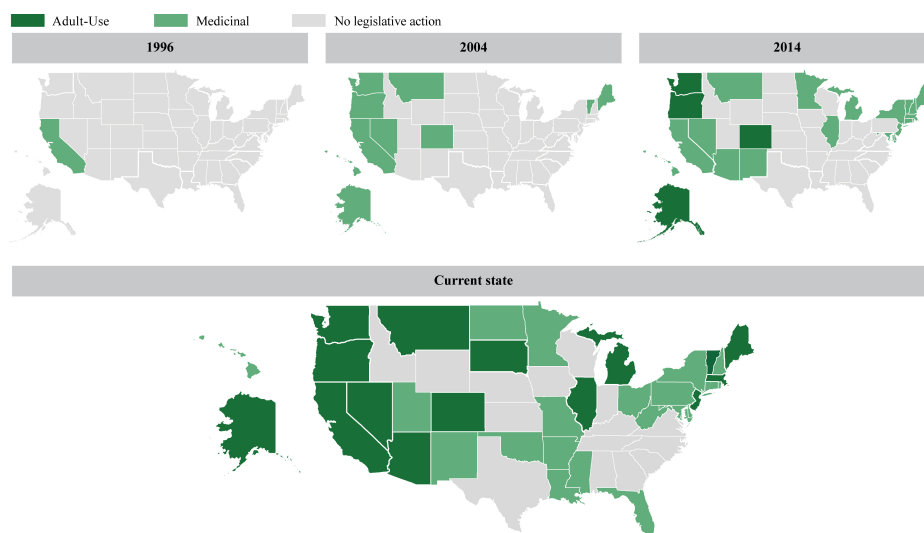 Adult-Use Medicinal No legislative action
1996 2004 2014
Current state